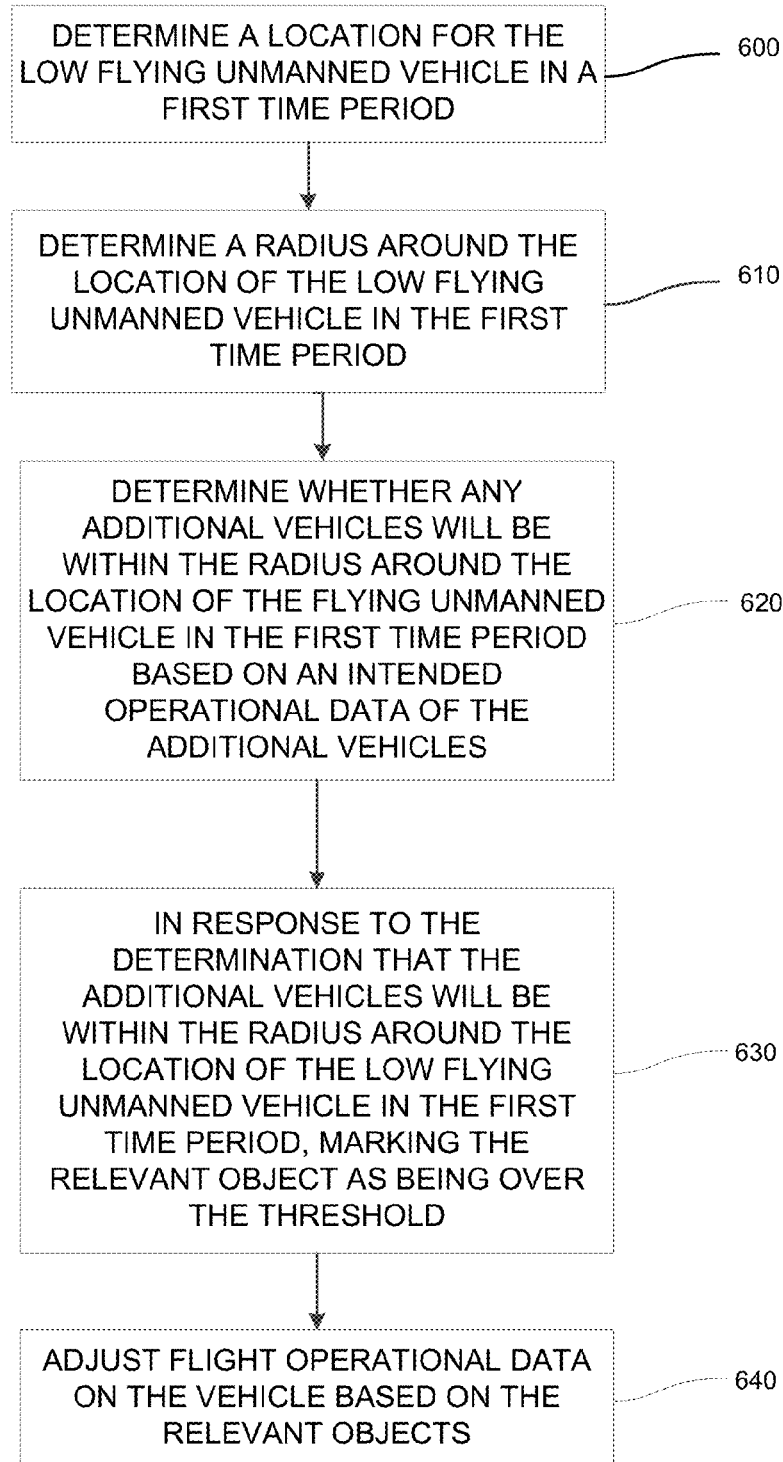 DETERMINE A LOCATION FOR THE
LOW FLYING UNMANNED VEHICLE IN A
FIRST TIME PERIOD
600
DETERMINE A RADIUS AROUND THE
LOCATION OF THE LOW FLYING
UNMANNED VEHICLE IN THE FIRST
TIME PERIOD
610
DETERMINE WHETHER ANY
ADDITIONAL VEHICLES WILL BE
WITHIN THE RADIUS AROUND THE
LOCATION OF THE FLYING UNMANNED
VEHICLE IN THE FIRST TIME PERIOD
BASED ON AN INTENDED
OPERATIONAL DATA OF THE
ADDITIONAL VEHICLES
620
IN RESPONSE TO THE
DETERMINATION THAT THE
ADDITIONAL VEHICLES WILL BE
WITHIN THE RADIUS AROUND THE
LOCATION OF THE LOW FLYING
UNMANNED VEHICLE IN THE FIRST
TIME PERIOD, MARKING THE
RELEVANT OBJECT AS BEING OVER
THE THRESHOLD
630
ADJUST FLIGHT OPERATIONAL DATA
ON THE VEHICLE BASED ON THE
RELEVANT OBJECTS
640